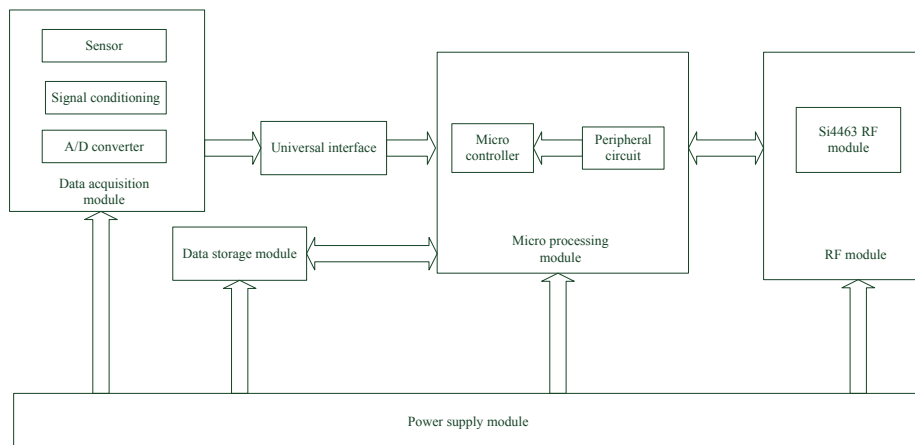 Sensor
Signal conditioning
A/D converter
Data acquisition
module
Universal interface
Micro
controller
Peripheral
circuit
Micro processing
module
Si4463 RF
module
RF module
Data storage module
Power supply module